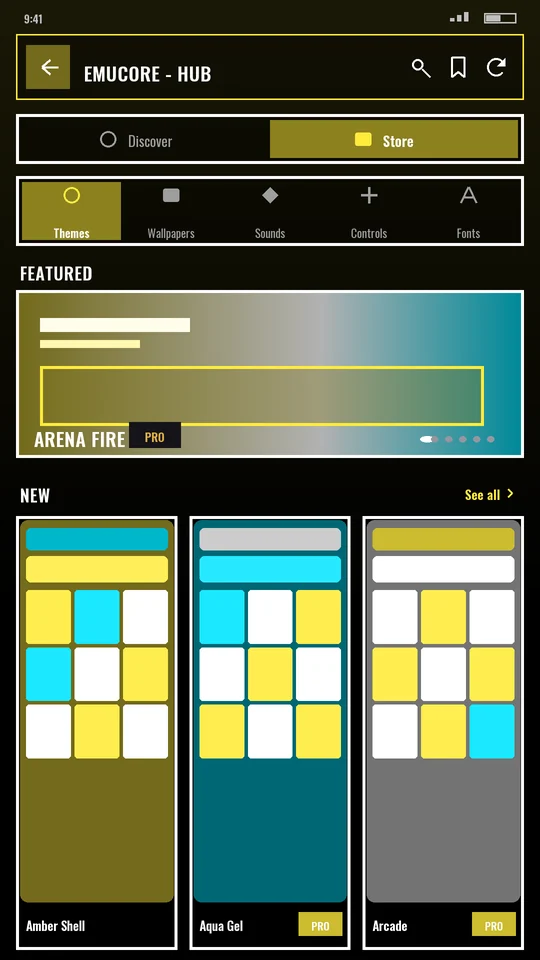 9:41
EMUCORE - HUB
Discover
Store
Themes
Wallpapers
Sounds
Controls
Fonts
FEATURED
ARENA FIRE
PRO
NEW
See all
Amber Shell
Aqua Gel
PRO
Arcade
PRO